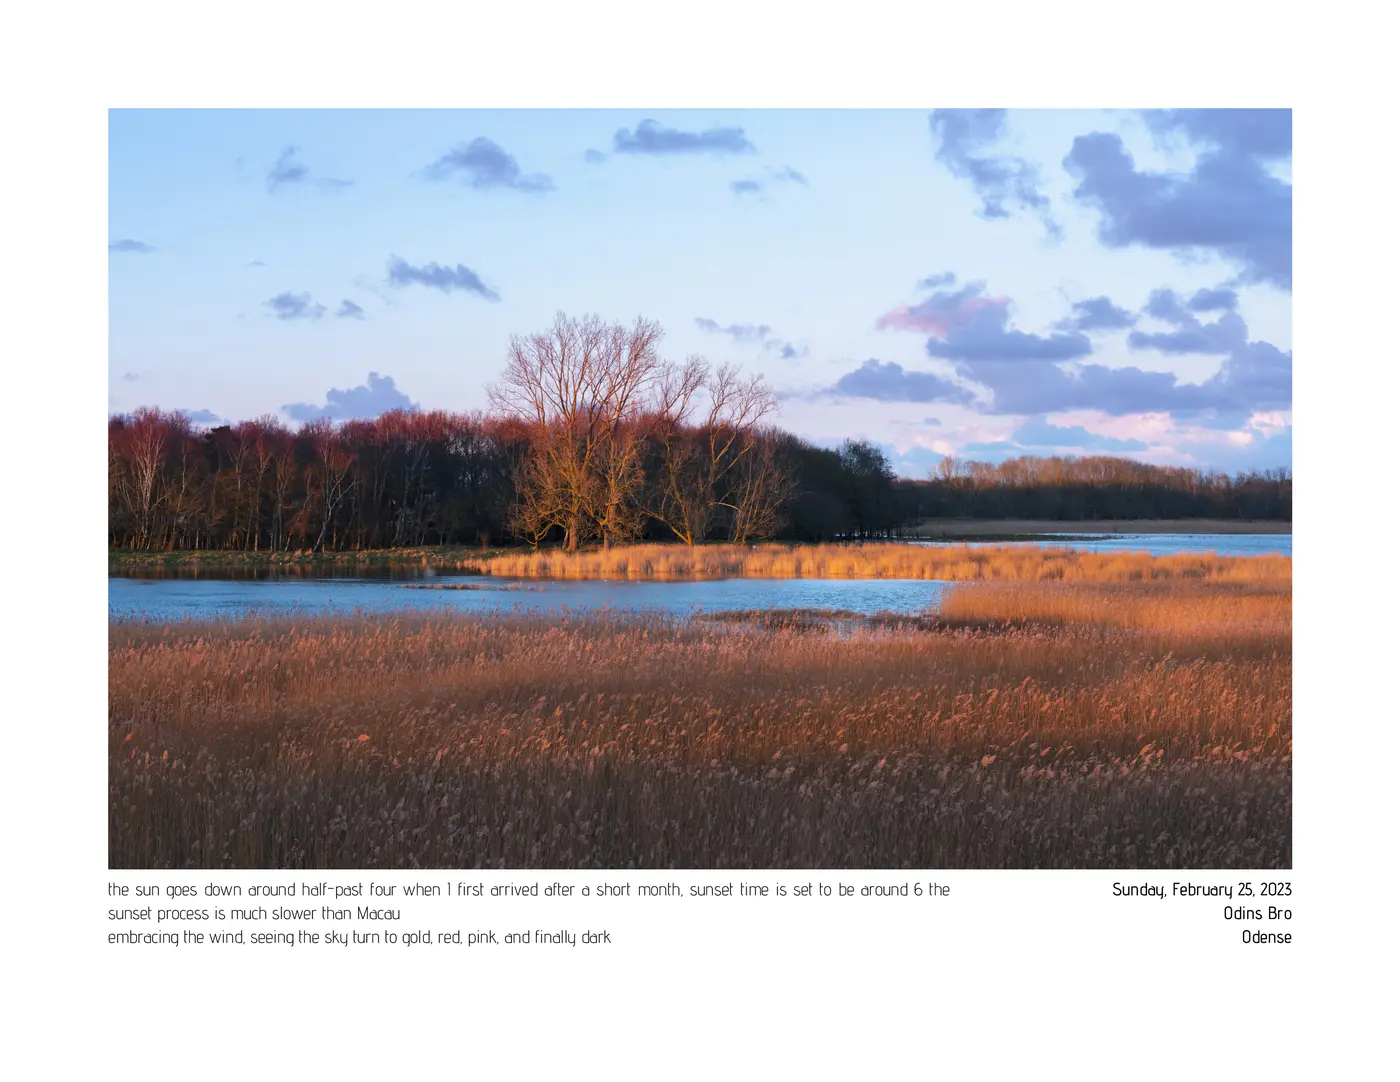 the sun goes down around half-past four when I first arrived after a short month, sunset time is set to be around 6 the
sunset process is much slower than Macau
embracing the wind, seeing the sky turn to gold, red, pink, and finally dark
Sunday, February 25, 2023
Odins Bro
Odense